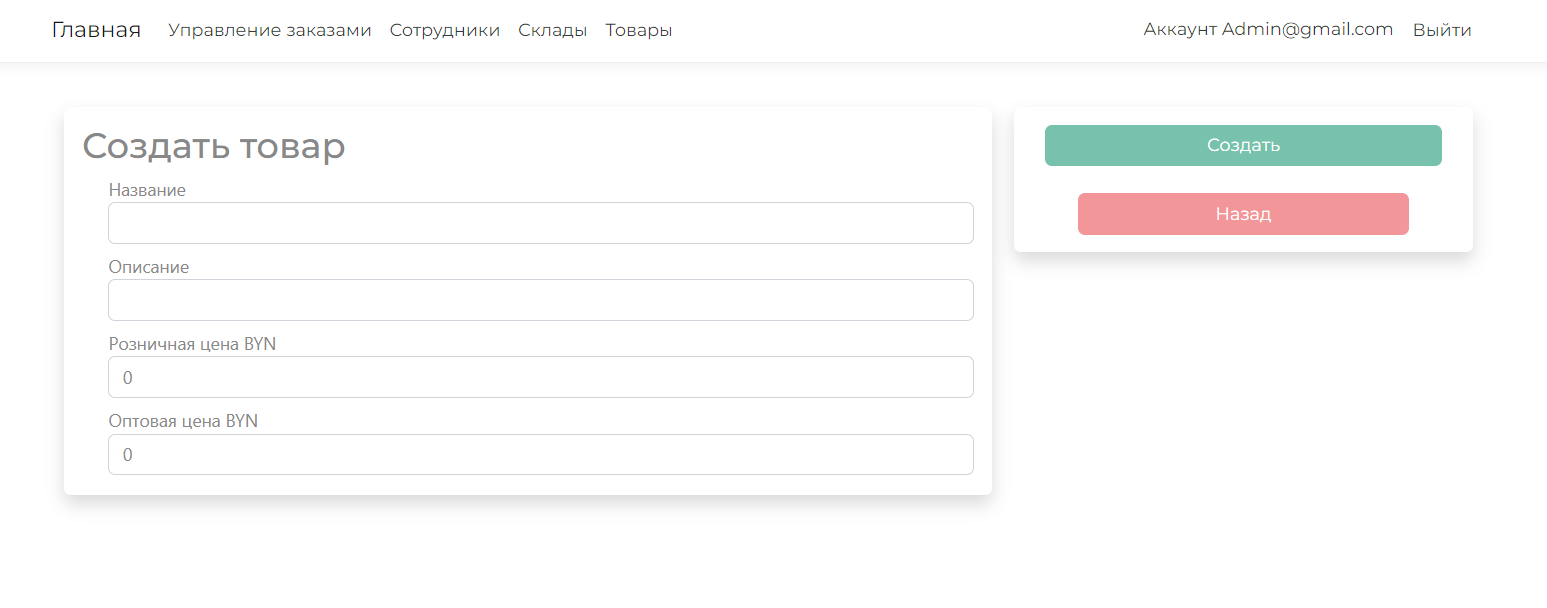 Главная Управление заказами Сотрудники Склады Товары Аккаунт Admin@gmail.com Выйти
Создать товар
Название
Описание
Розничная цена BYN
0
Оптовая цена BYN
0
Создать
Назад